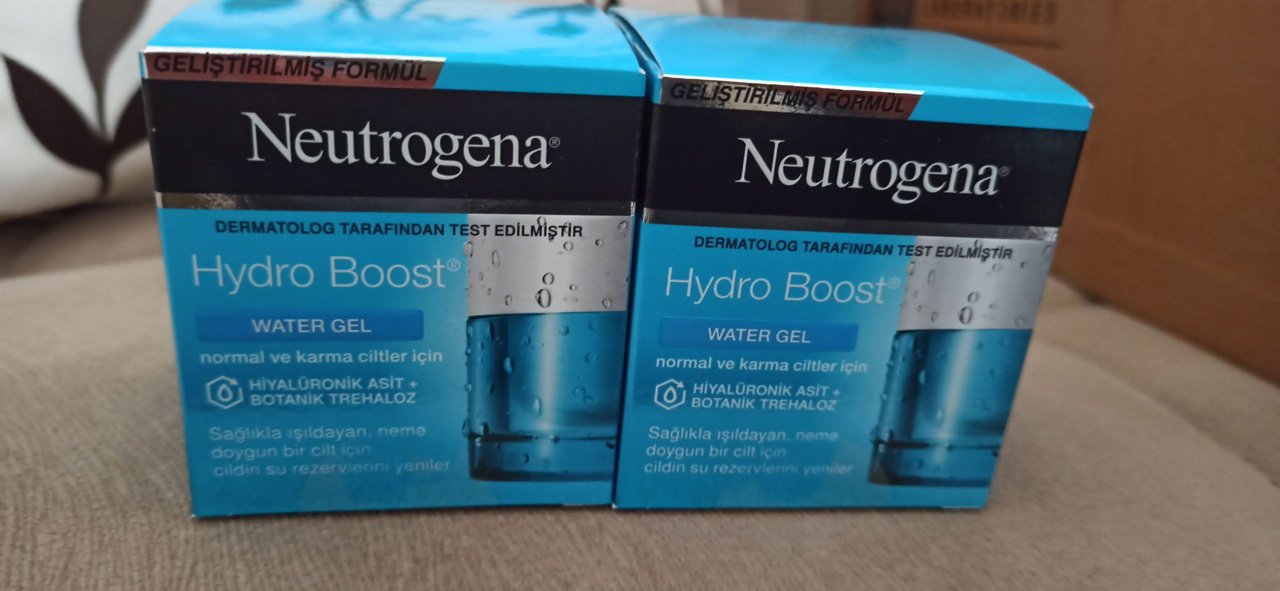 LABORATORIES
GELİŞTİRİLMİŞ FORMÜL
Neutrogena®
DERMATOLOG TARAFINDAN TEST EDİLMİŞTİR
Hydro Boost®
WATER GEL
normal ve karma ciltler için
HİYALÜRONİK ASİT +
BOTANİK TREHALOZ
Sağlıkla ışıldayan, neme
doygun bir cilt için
cildin su rezervlerini yeniler
GELİŞTİRİLMİŞ FORMÜL
Neutrogena®
DERMATOLOG TARAFINDAN TEST EDİLMİŞTİR
Hydro Boost®
WATER GEL
normal ve karma ciltler için
HİYALÜRONİK ASİT +
BOTANİK TREHALOZ
Sağlıkla ışıldayan, neme
doygun bir cilt için
cildin su rezervlerini yeniler